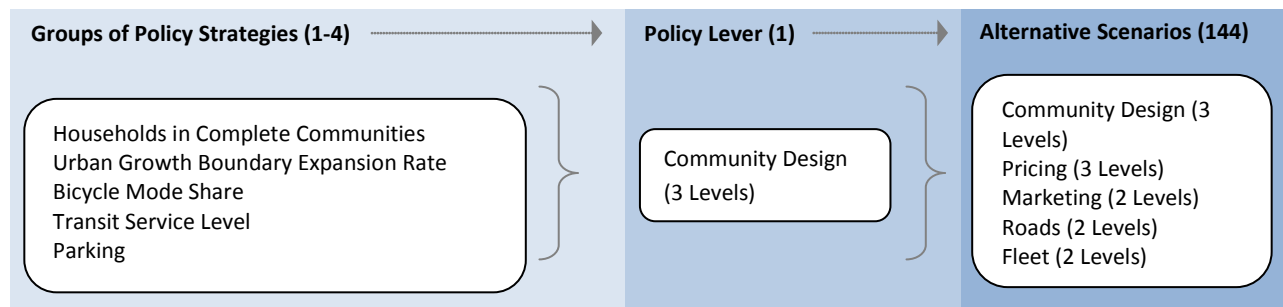 Groups of Policy Strategies (1-4)
Households in Complete Communities
Urban Growth Boundary Expansion Rate
Bicycle Mode Share
Transit Service Level
Parking
Policy Lever (1)
Community Design
(3 Levels)
Alternative Scenarios (144)
Community Design (3
Levels)
Pricing (3 Levels)
Marketing (2 Levels)
Roads (2 Levels)
Fleet (2 Levels)